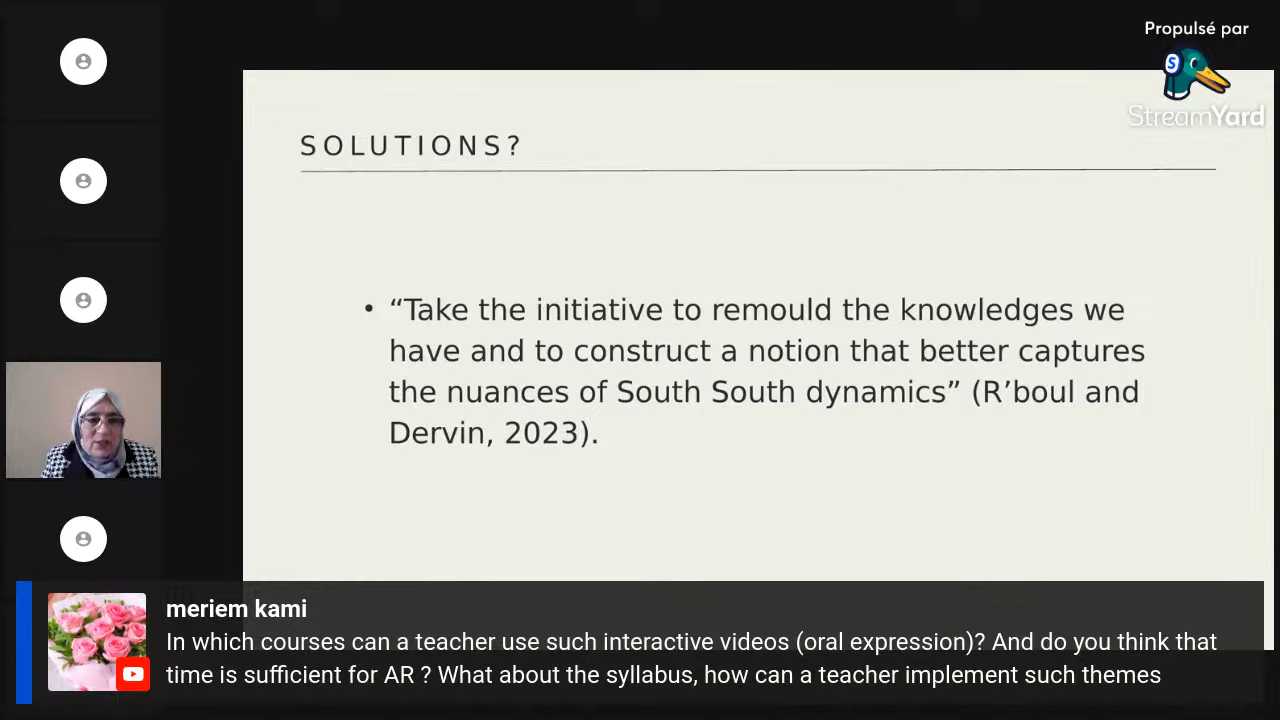 Propulsé par
StreamYard
SOLUTIONS?
• “Take the initiative to remould the knowledges we
have and to construct a notion that better captures
the nuances of South South dynamics” (R’boul and
Dervin, 2023).
meriem kami
In which courses can a teacher use such interactive videos (oral expression)? And do you think that
time is sufficient for AR ? What about the syllabus, how can a teacher implement such themes